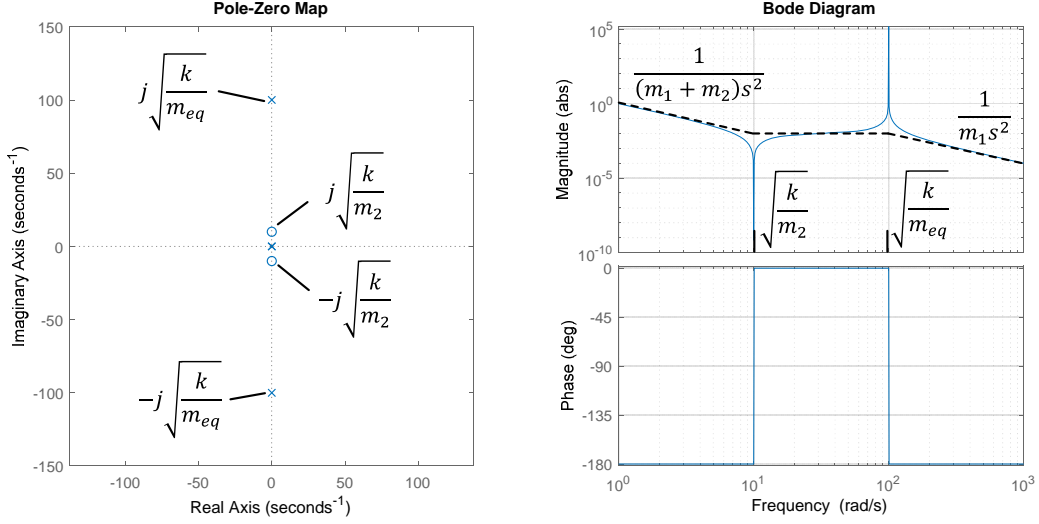 Pole-Zero Map
150
100
50
0
-50
-100
-150
-100
-50
0
50
100
Imaginary Axis (seconds⁻¹)
Real Axis (seconds⁻¹)
j√(k/m_eq)
j√(k/m₂)
−j√(k/m₂)
−j√(k/m_eq)
Bode Diagram
10⁵
10⁰
10⁻⁵
10⁻¹⁰
Magnitude (abs)
1/((m₁ + m₂)s²)
1/(m₁s²)
√(k/m₂)
√(k/m_eq)
0
-45
-90
-135
-180
Phase (deg)
10⁰
10¹
10²
10³
Frequency (rad/s)